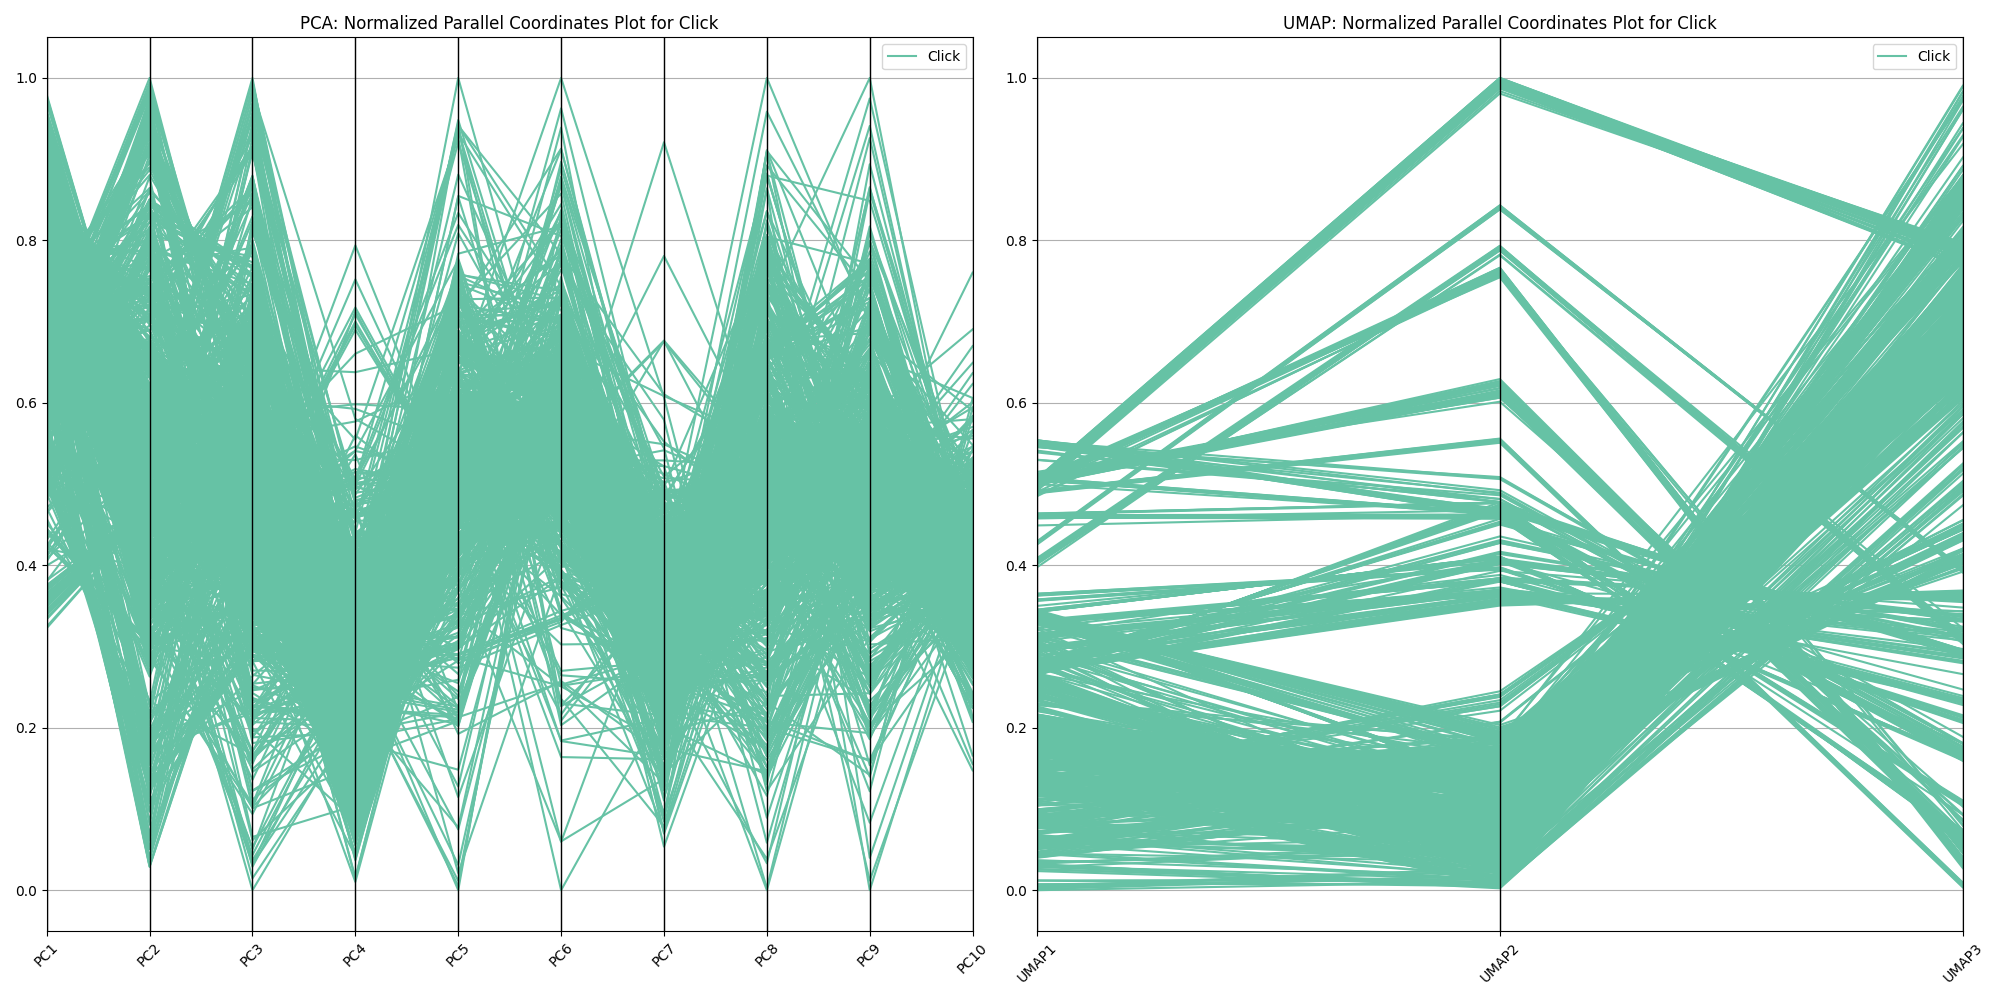 PCA: Normalized Parallel Coordinates Plot for Click
Click
1.0
0.8
0.6
0.4
0.2
0.0
PC1
PC2
PC3
PC4
PC5
PC6
PC7
PC8
PC9
PC10
UMAP: Normalized Parallel Coordinates Plot for Click
Click
1.0
0.8
0.6
0.4
0.2
0.0
UMAP1
UMAP2
UMAP3